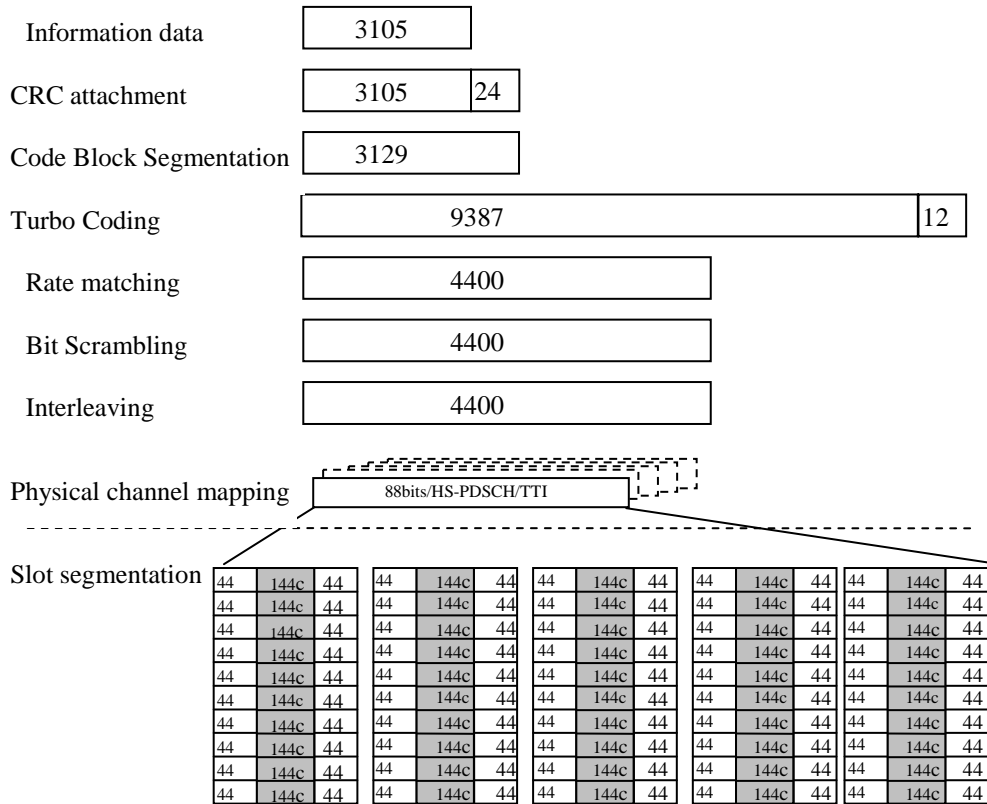 Information data 3105
CRC attachment 3105 24
Code Block Segmentation 3129
Turbo Coding 9387 12
Rate matching 4400
Bit Scrambling 4400
Interleaving 4400
Physical channel mapping 88bits/HS-PDSCH/TTI
Slot segmentation
44 144c 44 44 144c 44 44 144c 44 44 144c 44 44 144c 44
44 144c 44 44 144c 44 44 144c 44 44 144c 44 44 144c 44
44 144c 44 44 144c 44 44 144c 44 44 144c 44 44 144c 44
44 144c 44 44 144c 44 44 144c 44 44 144c 44 44 144c 44
44 144c 44 44 144c 44 44 144c 44 44 144c 44 44 144c 44
44 144c 44 44 144c 44 44 144c 44 44 144c 44 44 144c 44
44 144c 44 44 144c 44 44 144c 44 44 144c 44 44 144c 44
44 144c 44 44 144c 44 44 144c 44 44 144c 44 44 144c 44
44 144c 44 44 144c 44 44 144c 44 44 144c 44 44 144c 44
44 144c 44 44 144c 44 44 144c 44 44 144c 44 44 144c 44